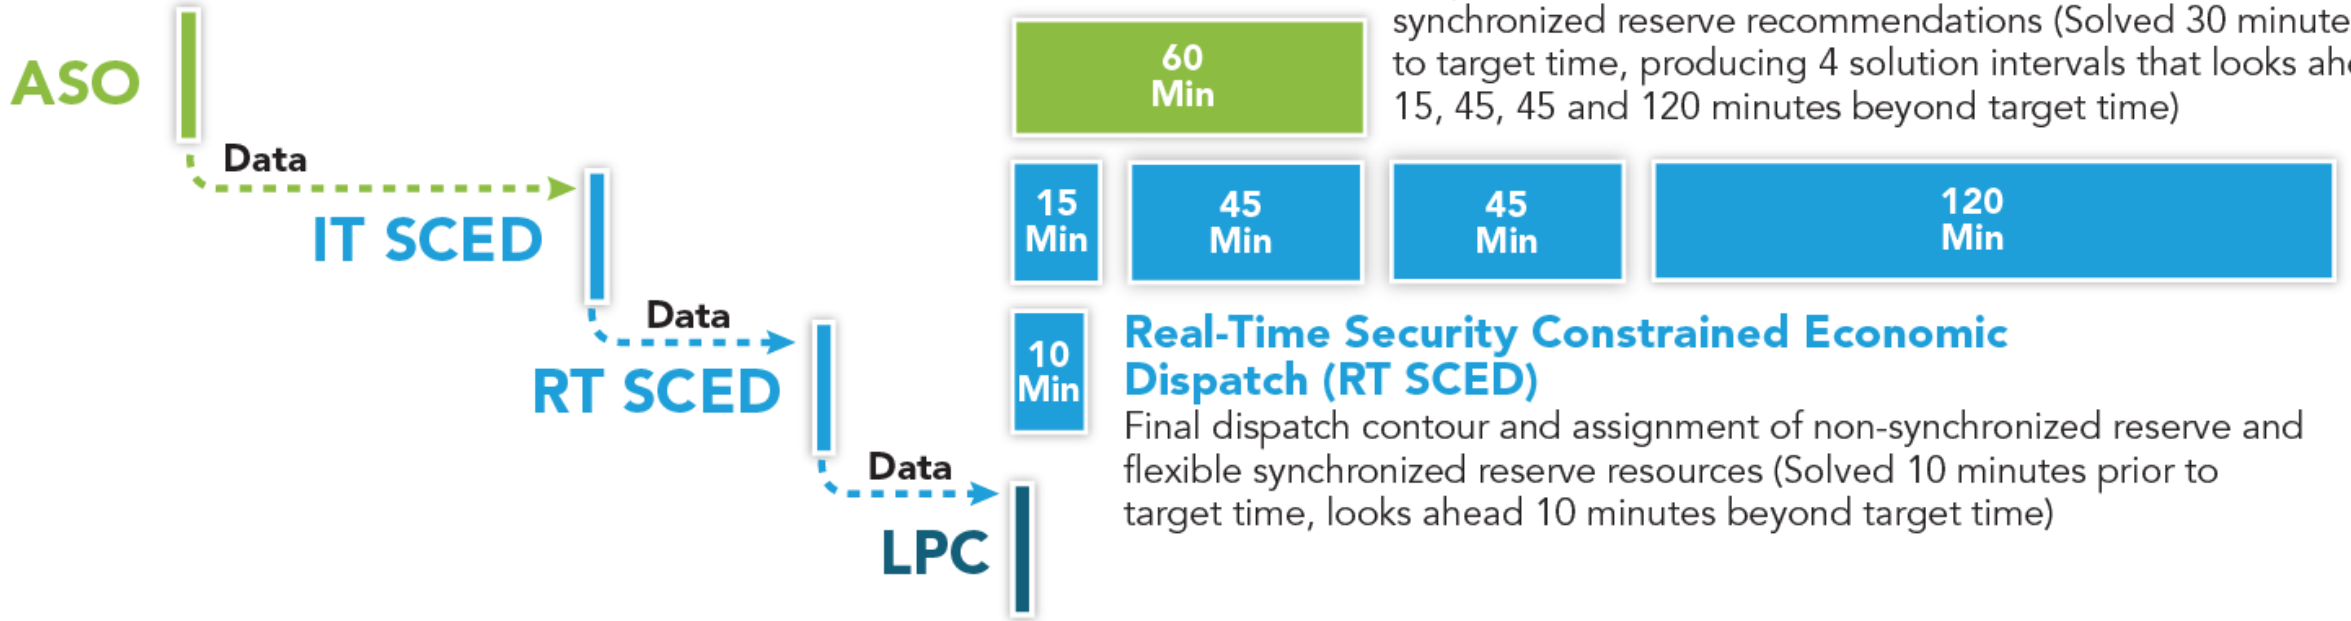 synchronized reserve recommendations (Solved 30 minute
to target time, producing 4 solution intervals that looks
15, 45, 45 and 120 minutes beyond target time)
ASO
60
Min
Data
IT SCED
15
Min
45
Min
45
Min
120
Min
Data
RT SCED
10
Min
Real-Time Security Constrained Economic
Dispatch (RT SCED)
Final dispatch contour and assignment of non-synchronized reserve and
flexible synchronized reserve resources (Solved 10 minutes prior to
target time, looks ahead 10 minutes beyond target time)
Data
LPC